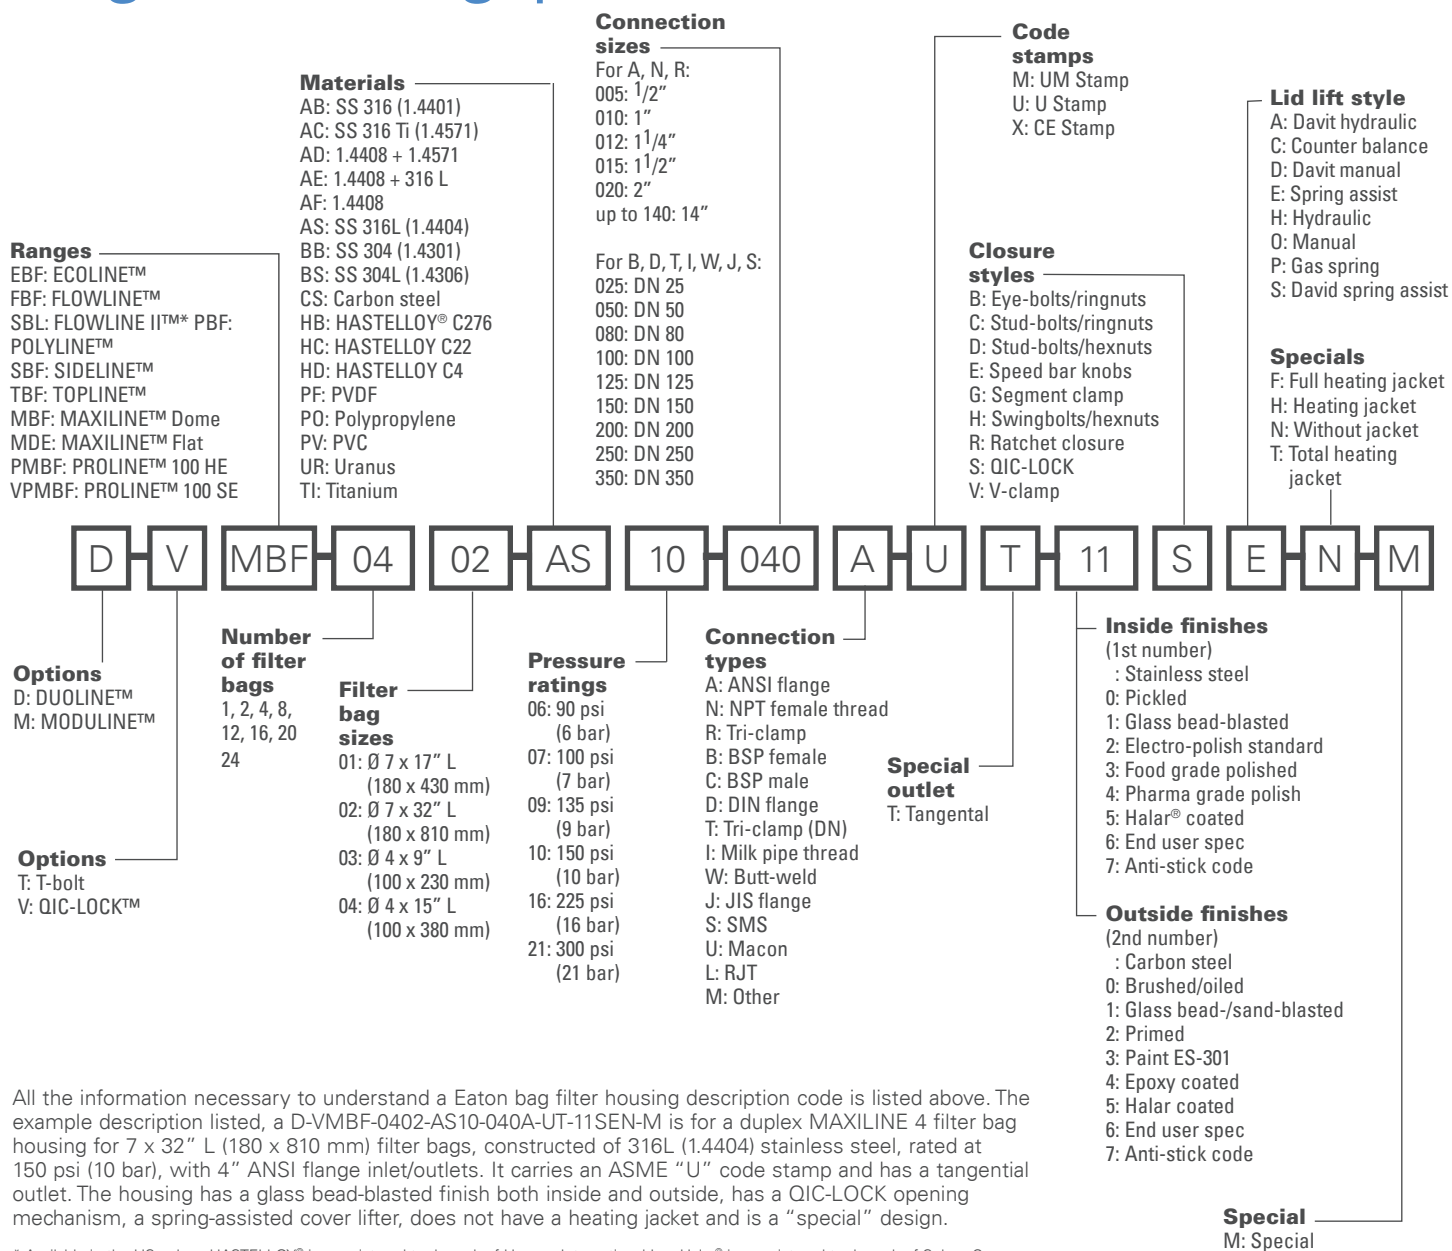 Connection
sizes
For A, N, R:
005: 1/2"
010: 1"
012: 11/4"
015: 11/2"
020: 2"
up to 140: 14"
For B, D, T, I, W, J, S:
025: DN 25
050: DN 50
080: DN 80
100: DN 100
125: DN 125
150: DN 150
200: DN 200
250: DN 250
350: DN 350
Code
stamps
M: UM Stamp
U: U Stamp
X: CE Stamp
Materials
AB: SS 316 (1.4401)
AC: SS 316 Ti (1.4571)
AD: 1.4408 + 1.4571
AE: 1.4408 + 316 L
AF: 1.4408
AS: SS 316L (1.4404)
BB: SS 304 (1.4301)
BS: SS 304L (1.4306)
CS: Carbon steel
HB: HASTELLOY® C276
HC: HASTELLOY C22
HD: HASTELLOY C4
PF: PVDF
PO: Polypropylene
PV: PVC
UR: Uranus
TI: Titanium
Lid lift style
A: Davit hydraulic
C: Counter balance
D: Davit manual
E: Spring assist
H: Hydraulic
O: Manual
P: Gas spring
S: David spring assist
Ranges
EBF: ECOLINE™
FBF: FLOWLINE™
SBL: FLOWLINE II™* PBF:
POLYLINE™
SBF: SIDELINE™
TBF: TOPLINE™
MBF: MAXILINE™ Dome
MDE: MAXILINE™ Flat
PMBF: PROLINE™ 100 HE
VPMBF: PROLINE™ 100 SE
Closure
styles
B: Eye-bolts/ringnuts
C: Stud-bolts/ringnuts
D: Stud-bolts/hexnuts
E: Speed bar knobs
G: Segment clamp
H: Swingbolts/hexnuts
R: Ratchet closure
S: QIC-LOCK
V: V-clamp
Specials
F: Full heating jacket
H: Heating jacket
N: Without jacket
T: Total heating
jacket
D V MBF 04 02 AS 10 040 A U T 11 S E N M
Options
D: DUOLINE™
M: MODULINE™
Options
T: T-bolt
V: QIC-LOCK™
Number
of filter
bags
1, 2, 4, 8,
12, 16, 20
24
Filter
bag
sizes
01: Ø 7 x 17" L
(180 x 430 mm)
02: Ø 7 x 32" L
(180 x 810 mm)
03: Ø 4 x 9" L
(100 x 230 mm)
04: Ø 4 x 15" L
(100 x 380 mm)
Pressure
ratings
06: 90 psi
(6 bar)
07: 100 psi
(7 bar)
09: 135 psi
(9 bar)
10: 150 psi
(10 bar)
16: 225 psi
(16 bar)
21: 300 psi
(21 bar)
Connection
types
A: ANSI flange
N: NPT female thread
R: Tri-clamp
B: BSP female
C: BSP male
D: DIN flange
T: Tri-clamp (DN)
I: Milk pipe thread
W: Butt-weld
J: JIS flange
S: SMS
U: Macon
L: RJT
M: Other
Special
outlet
T: Tangental
Inside finishes
(1st number)
: Stainless steel
0: Pickled
1: Glass bead-blasted
2: Electro-polish standard
3: Food grade polished
4: Pharma grade polish
5: Halar® coated
6: End user spec
7: Anti-stick code
Outside finishes
(2nd number)
: Carbon steel
0: Brushed/oiled
1: Glass bead-/sand-blasted
2: Primed
3: Paint ES-301
4: Epoxy coated
5: Halar coated
6: End user spec
7: Anti-stick code
Special
M: Special
All the information necessary to understand a Eaton bag filter housing description code is listed above. The
example description listed, a D-VMBF-0402-AS10-040A-UT-11SEN-M is for a duplex MAXILINE 4 filter bag
housing for 7 x 32" L (180 x 810 mm) filter bags, constructed of 316L (1.4404) stainless steel, rated at
150 psi (10 bar), with 4" ANSI flange inlet/outlets. It carries an ASME "U" code stamp and has a tangential
outlet. The housing has a glass bead-blasted finish both inside and outside, has a QIC-LOCK opening
mechanism, a spring-assisted cover lifter, does not have a heating jacket and is a "special" design.